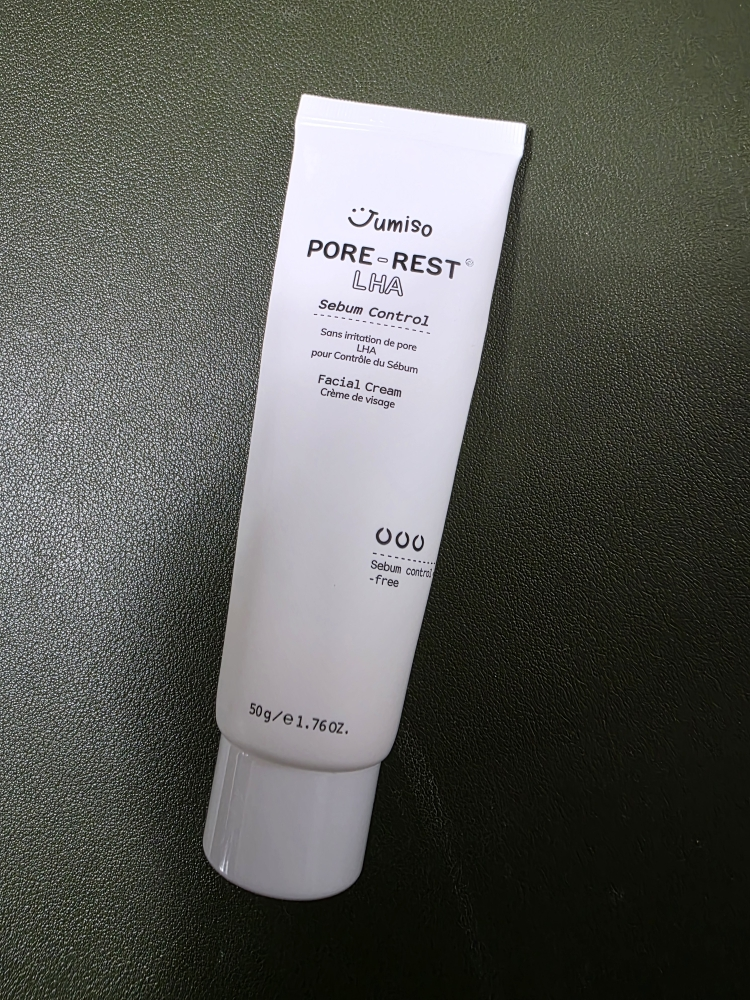 Jumiso
PORE-REST®
LHA
Sebum Control
Sans irritation de pore
LHA
pour Contrôle du Sébum
Facial Cream
Crème de visage
Sebum control
-free
50g/℮1.76OZ.